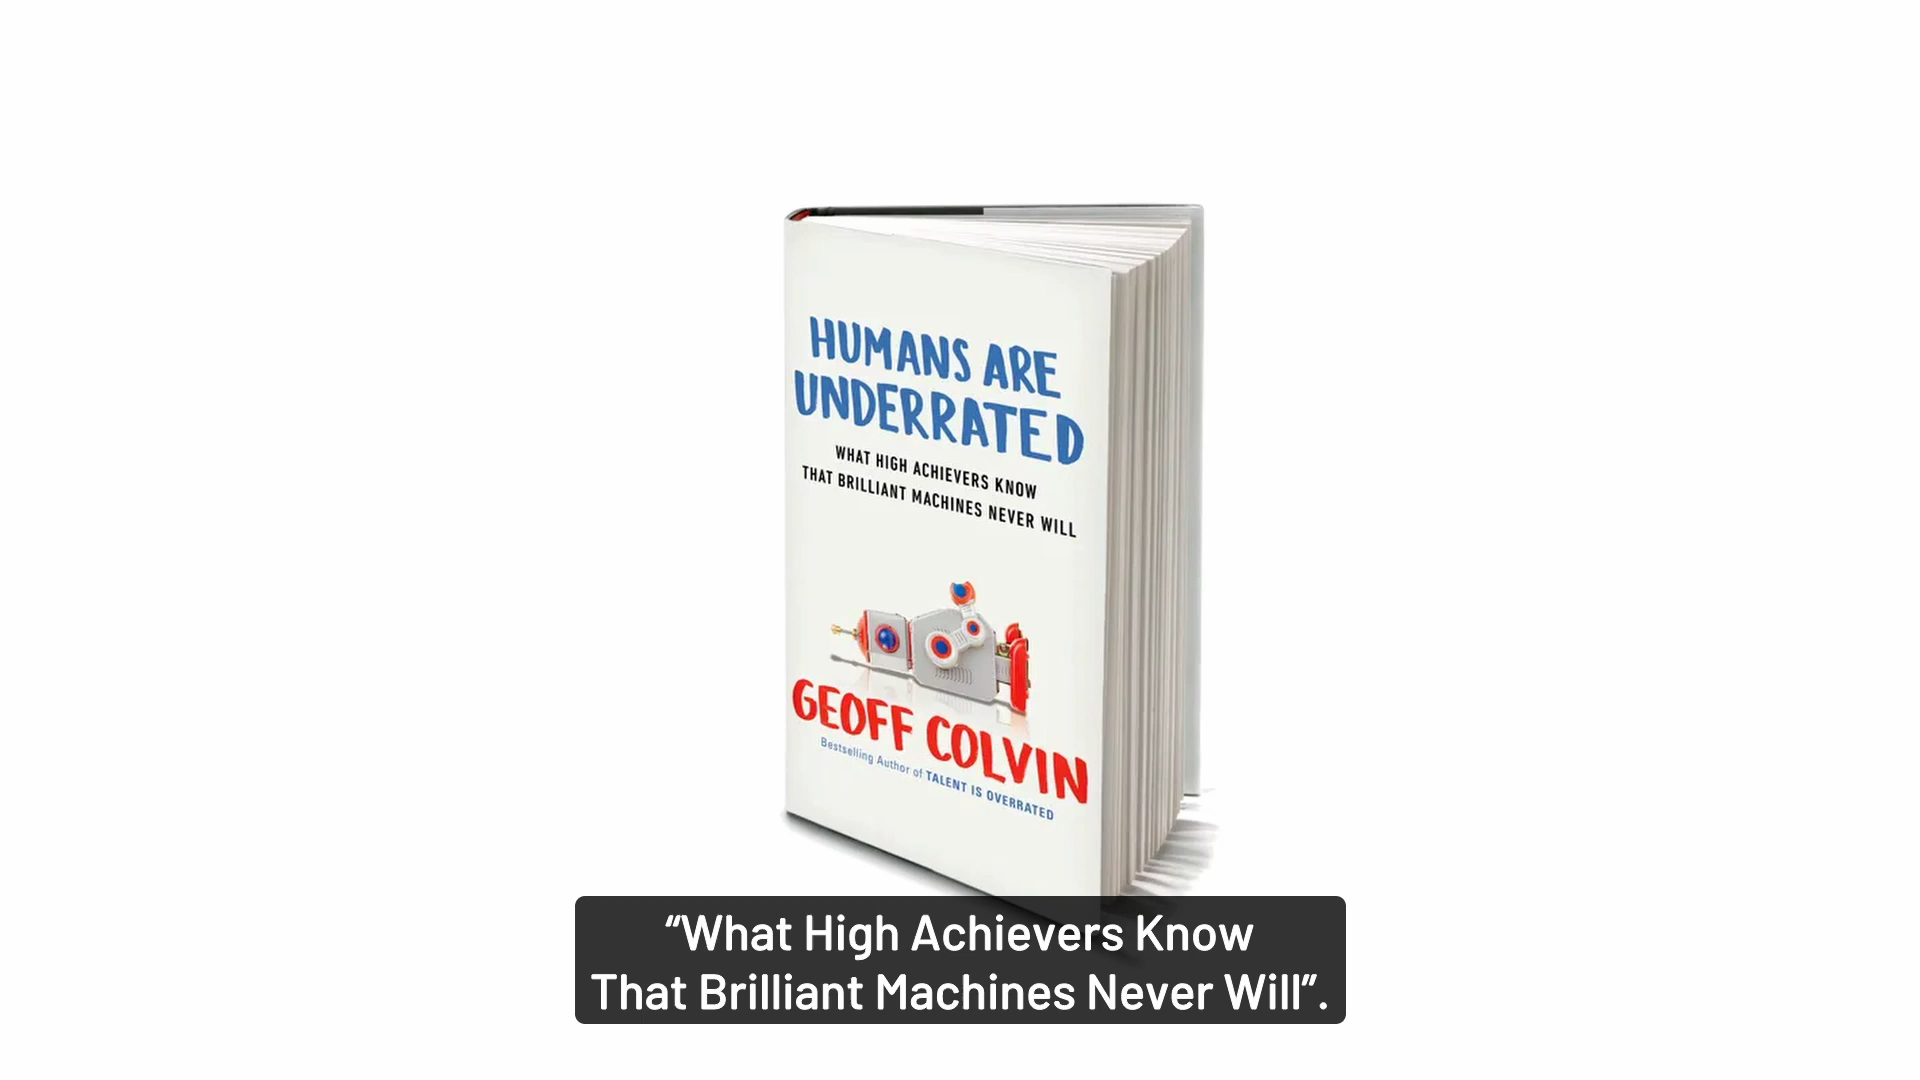 HUMANS ARE
UNDERRATED
WHAT HIGH ACHIEVERS KNOW
THAT BRILLIANT MACHINES NEVER WILL
GEOFF COLVIN
Bestselling Author of TALENT IS OVERRATED
“What High Achievers Know
That Brilliant Machines Never Will”.